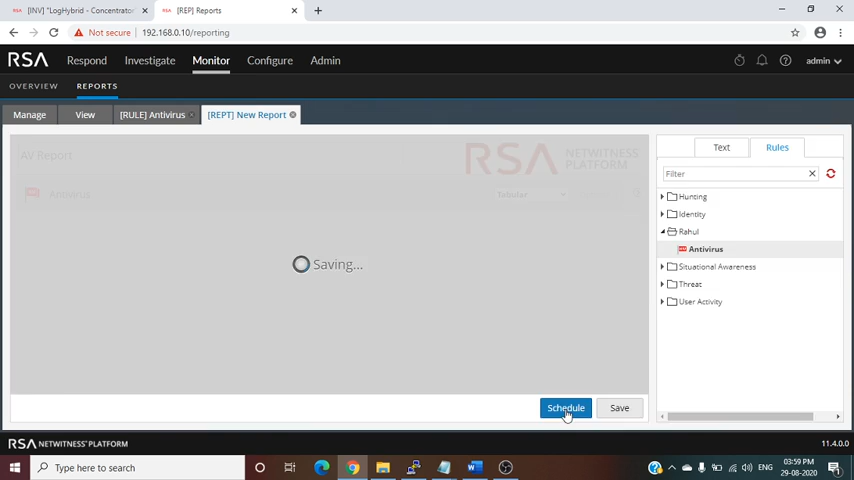 [INV] "LogHybrid - Concentrator
[REP] Reports
Not secure | 192.168.0.10/reporting
RSA Respond Investigate Monitor Configure Admin admin
OVERVIEW REPORTS
Manage View [RULE] Antivirus [REPT] New Report
AV Report
RSA NETWITNESS PLATFORM
Antivirus
Tabular
Saving...
Text Rules
Filter
Hunting
Identity
Rahul
Antivirus
Situational Awareness
Threat
User Activity
Schedule Save
RSA NETWITNESS PLATFORM 11.4.0.0
Type here to search
ENG
03:59 PM
29-08-2020